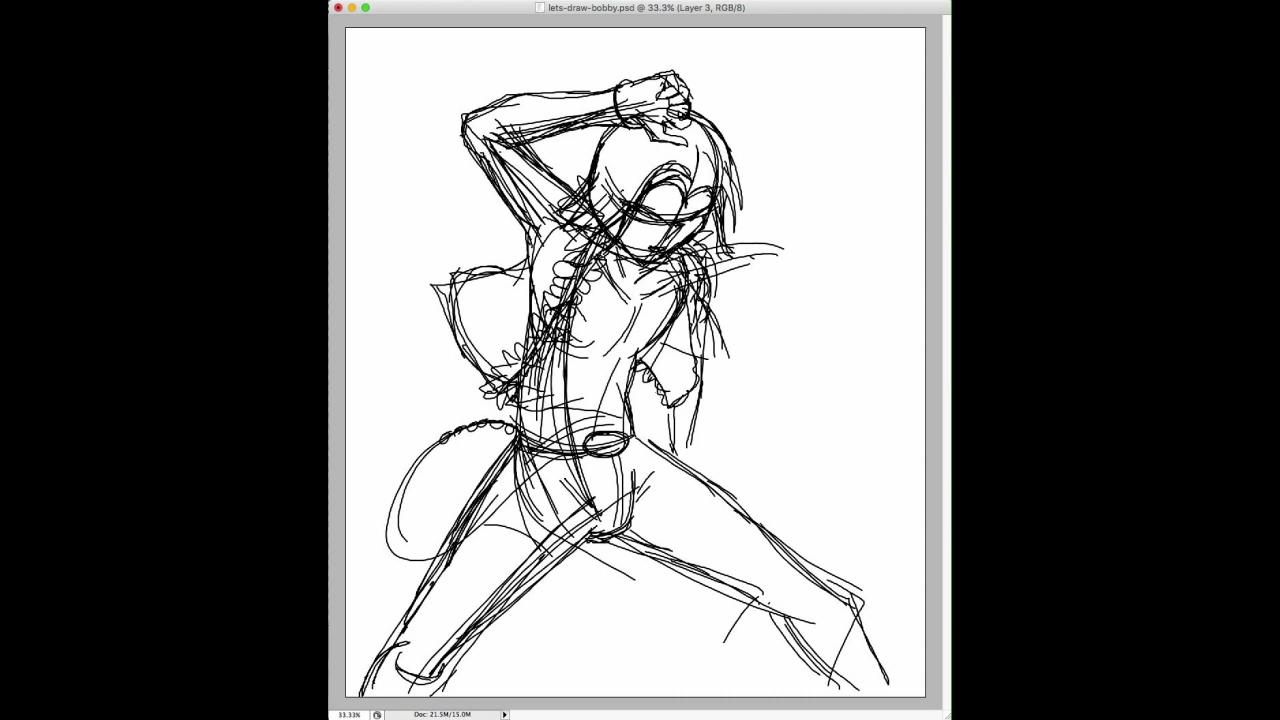 lets-draw-bobby.psd @ 33.3% (Layer 3, RGB/8)
33.33%
Doc: 21.5M/15.0M